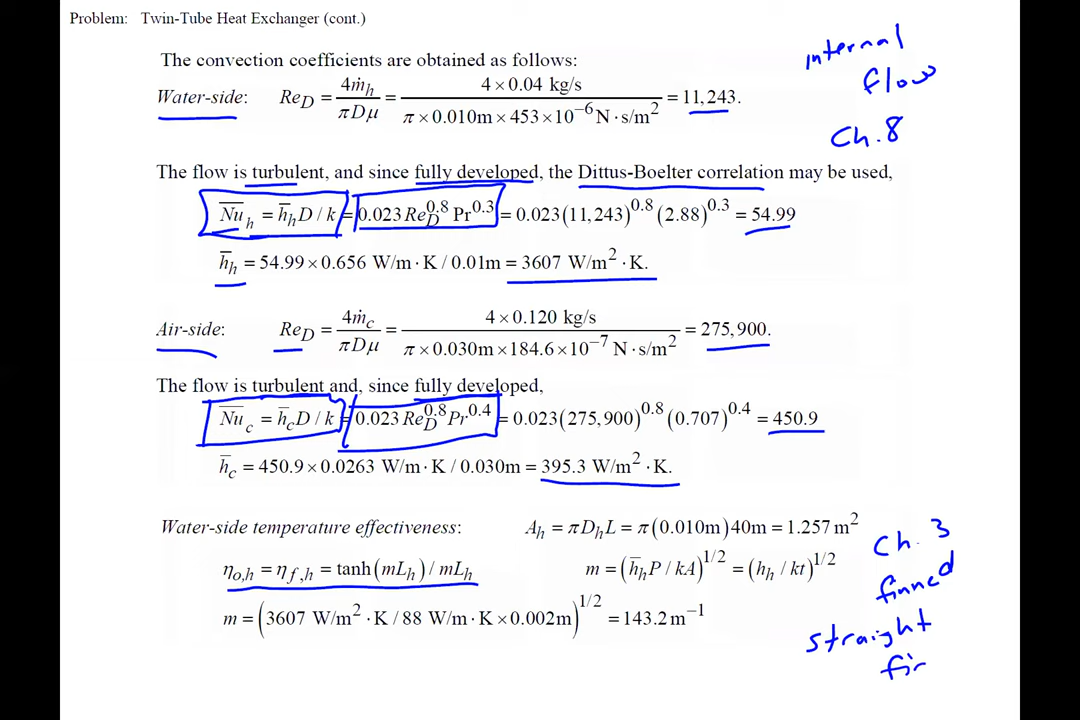 Problem: Twin-Tube Heat Exchanger (cont.)
internal
flow
Ch. 8
The convection coefficients are obtained as follows:
Water-side: Re_D = 4ṁ_h / πDμ = 4×0.04 kg/s / π×0.010m×453×10⁻⁶ N·s/m² = 11,243.
The flow is turbulent, and since fully developed, the Dittus-Boelter correlation may be used,
N̅u̅_h = h̅_h D / k = 0.023 Re_D^0.8 Pr^0.3 = 0.023(11,243)^0.8 (2.88)^0.3 = 54.99
h̅_h = 54.99×0.656 W/m·K / 0.01m = 3607 W/m²·K.
Air-side: Re_D = 4ṁ_c / πDμ = 4×0.120 kg/s / π×0.030m×184.6×10⁻⁷ N·s/m² = 275,900.
The flow is turbulent and, since fully developed,
N̅u̅_c = h̅_c D / k = 0.023 Re_D^0.8 Pr^0.4 = 0.023(275,900)^0.8 (0.707)^0.4 = 450.9
h̅_c = 450.9×0.0263 W/m·K / 0.030m = 395.3 W/m²·K.
Water-side temperature effectiveness: A_h = πD_h L = π(0.010m)40m = 1.257 m²
η_o,h = η_f,h = tanh(mL_h) / mL_h m = (h̅_h P / kA)^1/2 = (h_h / kt)^1/2
m = (3607 W/m²·K / 88 W/m·K×0.002m)^1/2 = 143.2 m⁻¹
Ch. 3
finned
straight
fin